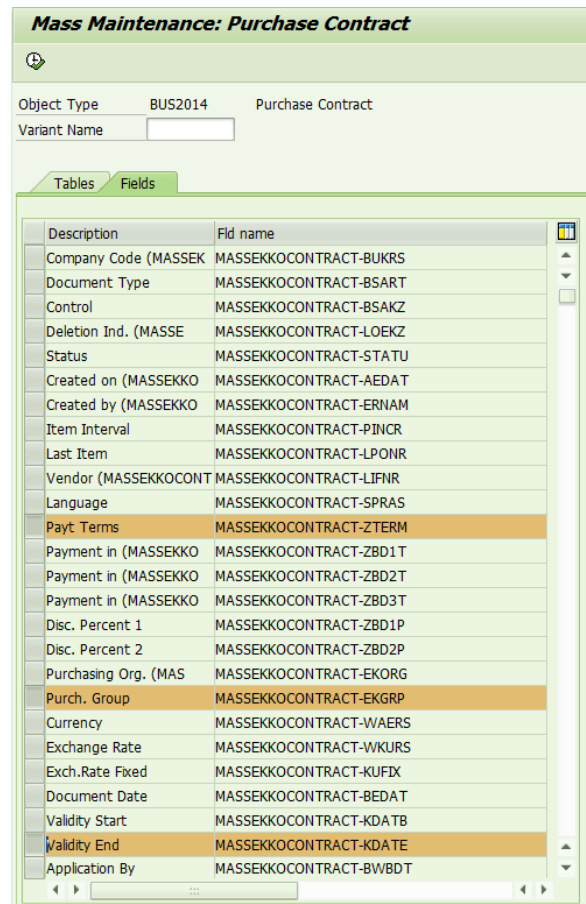 Mass Maintenance: Purchase Contract
Object Type BUS2014 Purchase Contract
Variant Name
Tables Fields
Description Fld name
Company Code (MASSEK MASSEKKOCONTRACT-BUKRS
Document Type MASSEKKOCONTRACT-BSART
Control MASSEKKOCONTRACT-BSAKZ
Deletion Ind. (MASSE MASSEKKOCONTRACT-LOEKZ
Status MASSEKKOCONTRACT-STATU
Created on (MASSEKKO MASSEKKOCONTRACT-AEDAT
Created by (MASSEKKO MASSEKKOCONTRACT-ERNAM
Item Interval MASSEKKOCONTRACT-PINCR
Last Item MASSEKKOCONTRACT-LPONR
Vendor (MASSEKKOCONT MASSEKKOCONTRACT-LIFNR
Language MASSEKKOCONTRACT-SPRAS
Payt Terms MASSEKKOCONTRACT-ZTERM
Payment in (MASSEKKO MASSEKKOCONTRACT-ZBD1T
Payment in (MASSEKKO MASSEKKOCONTRACT-ZBD2T
Payment in (MASSEKKO MASSEKKOCONTRACT-ZBD3T
Disc. Percent 1 MASSEKKOCONTRACT-ZBD1P
Disc. Percent 2 MASSEKKOCONTRACT-ZBD2P
Purchasing Org. (MAS MASSEKKOCONTRACT-EKORG
Purch. Group MASSEKKOCONTRACT-EKGRP
Currency MASSEKKOCONTRACT-WAERS
Exchange Rate MASSEKKOCONTRACT-WKURS
Exch.Rate Fixed MASSEKKOCONTRACT-KUFIX
Document Date MASSEKKOCONTRACT-BEDAT
Validity Start MASSEKKOCONTRACT-KDATB
Validity End MASSEKKOCONTRACT-KDATE
Application By MASSEKKOCONTRACT-BWBDT